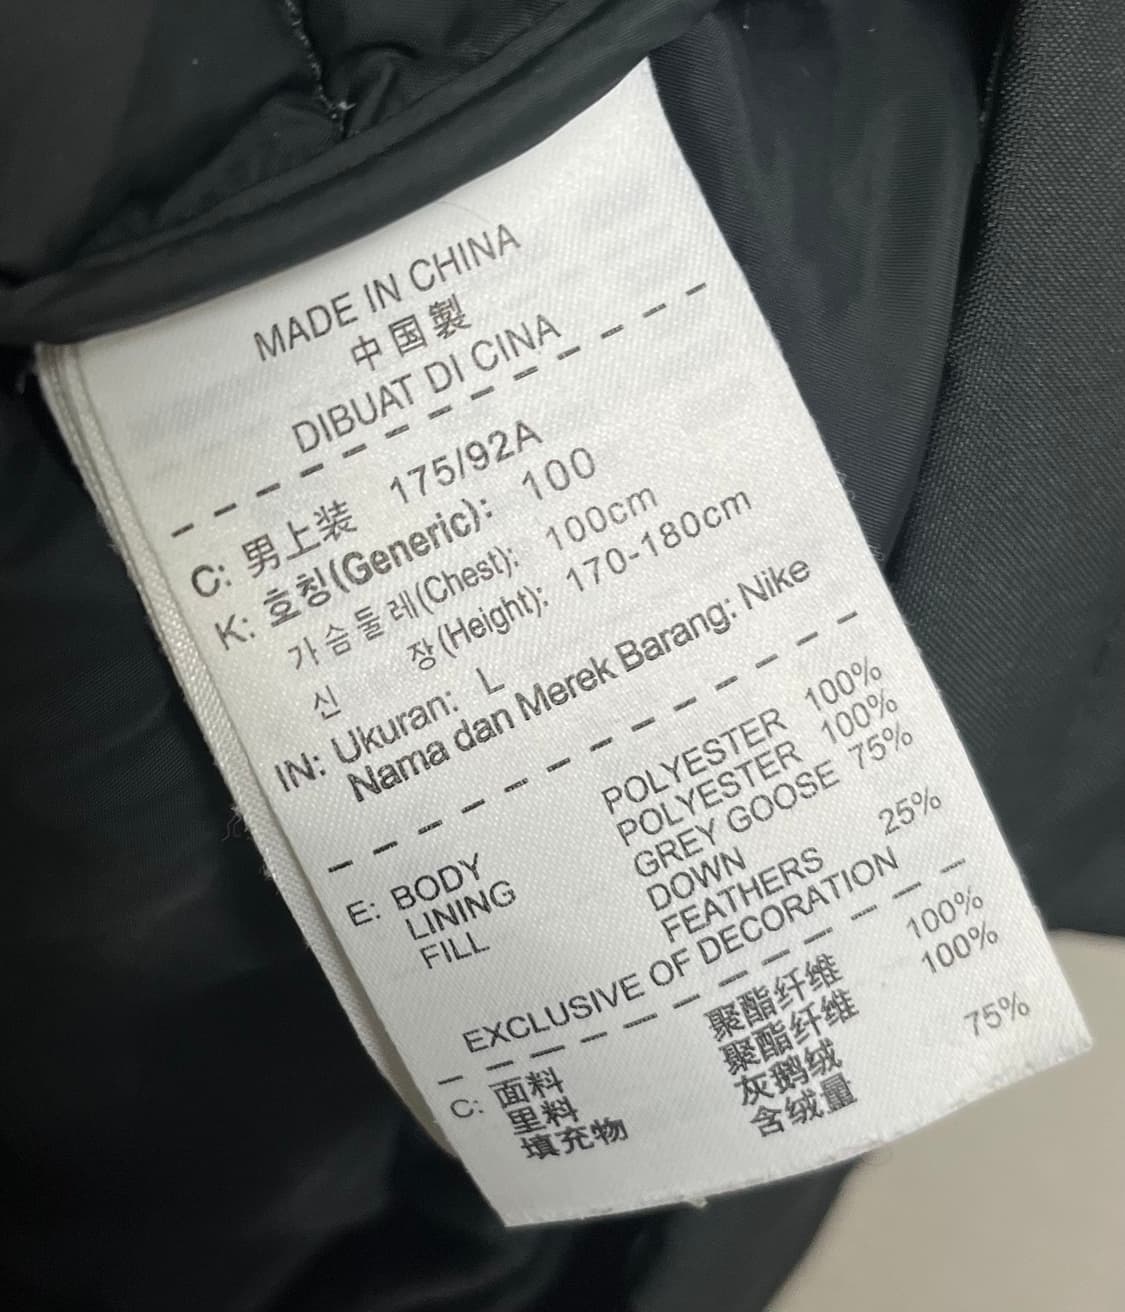 MADE IN CHINA
中国製
DIBUAT DI CINA
C: 男上装 175/92A
K: 호칭(Generic): 100
가슴둘레(Chest): 100cm
신 장(Height): 170-180cm
IN: Ukuran: L
Nama dan Merek Barang: Nike
E: BODY POLYESTER 100%
LINING POLYESTER 100%
FILL GREY GOOSE 75%
DOWN
FEATHERS 25%
EXCLUSIVE OF DECORATION
C: 面料 聚酯纤维 100%
里料 聚酯纤维 100%
填充物 灰鹅绒
含绒量 75%